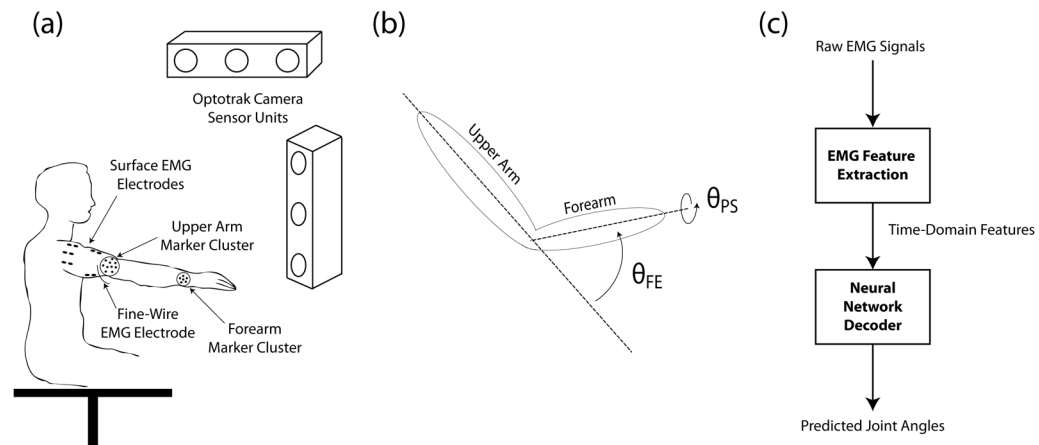 (a)
Optotrak Camera
Sensor Units
Surface EMG
Electrodes
Upper Arm
Marker Cluster
Fine-Wire
EMG Electrode
Forearm
Marker Cluster
(b)
Upper Arm
Forearm
θPS
θFE
(c)
Raw EMG Signals
EMG Feature
Extraction
Time-Domain Features
Neural
Network
Decoder
Predicted Joint Angles